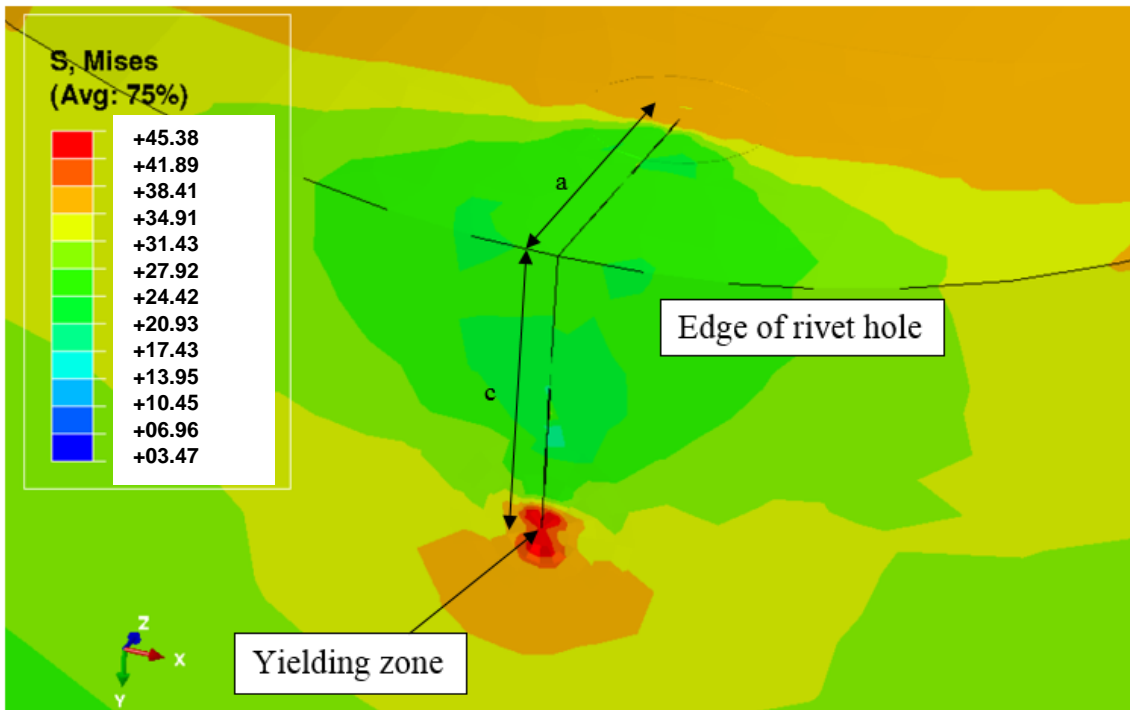 S, Mises
(Avg: 75%)
+45.38
+41.89
+38.41
+34.91
+31.43
+27.92
+24.42
+20.93
+17.43
+13.95
+10.45
+06.96
+03.47
a
Edge of rivet hole
c
Yielding zone
Z
X
Y